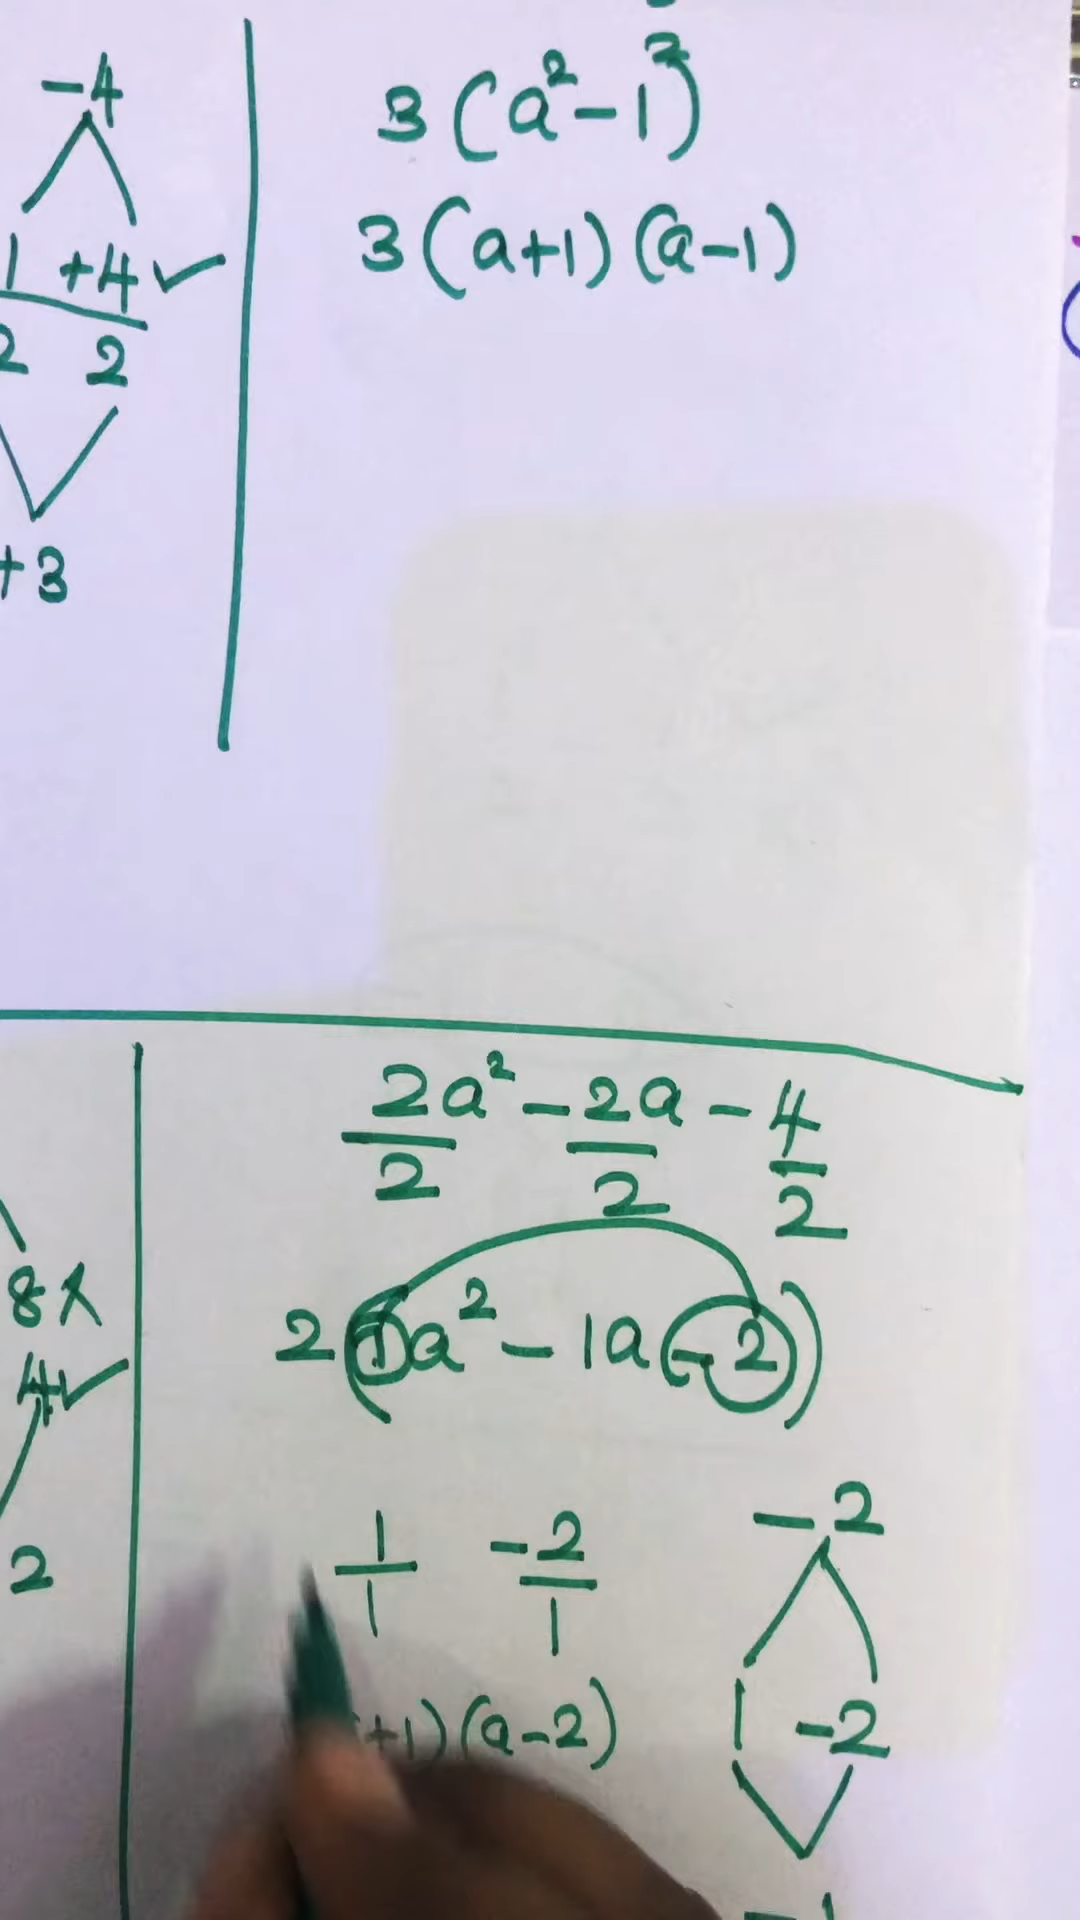 -4
1 +4 ✓
2 2
+3
3(a²-1²)
3(a+1)(a-1)
8 X
4 ✓
2
2a² - 2a - 4
2 2 2
2(1a² - 1a - 2)
1 -2
1 1
+1)(a-2)
-2
1 -2